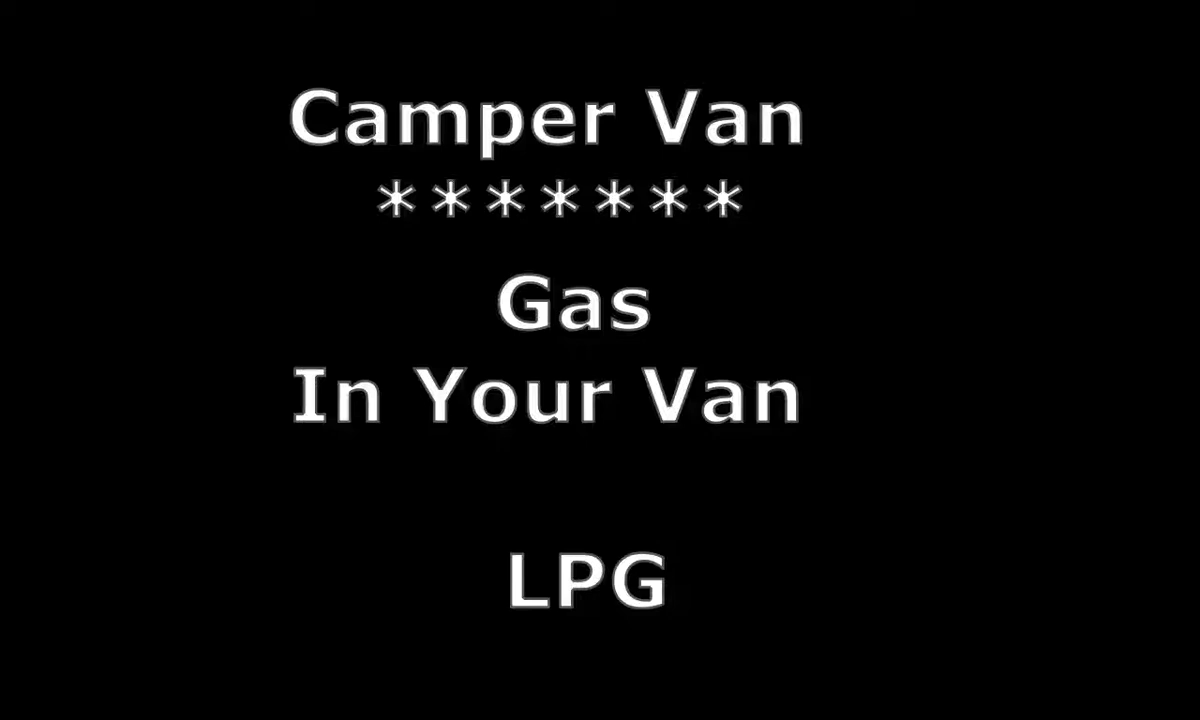 Camper Van
*******
Gas
In Your Van
LPG